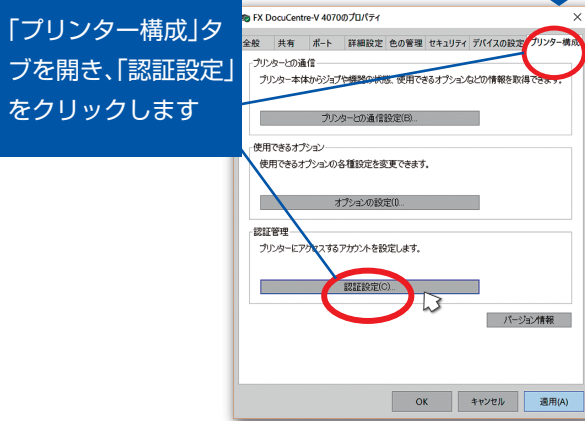 「プリンター構成」タ
ブを開き、「認証設定」
をクリックします
FX DocuCentre-V 4070のプロパティ
全般 共有 ポート 詳細設定 色の管理 セキュリティ デバイスの設定 プリンター構成
プリンターとの通信
プリンター本体からジョブや機器の状態、使用できるオプションなどの情報を取得できます。
プリンターとの通信設定(B)...
使用できるオプション
使用できるオプションの各種設定を変更できます。
オプションの設定(I)...
認証管理
プリンターにアクセスするアカウントを設定します。
認証設定(C)...
バージョン情報
OK キャンセル 適用(A)